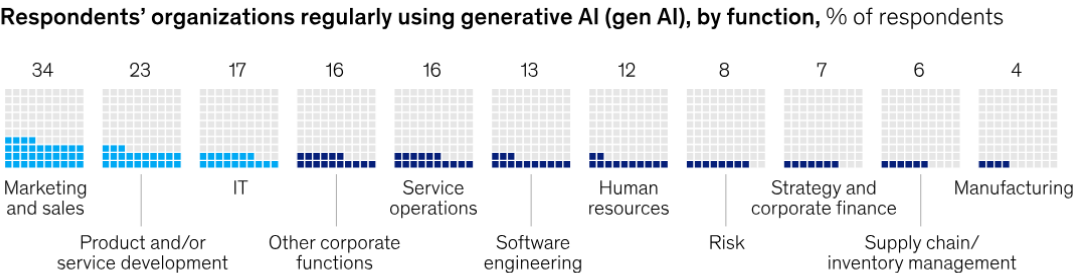 Respondents’ organizations regularly using generative AI (gen AI), by function, % of respondents
34 23 17 16 16 13 12 8 7 6 4
Marketing
and sales
Product and/or
service development
IT
Other corporate
functions
Service
operations
Software
engineering
Human
resources
Risk
Strategy and
corporate finance
Supply chain/
inventory management
Manufacturing